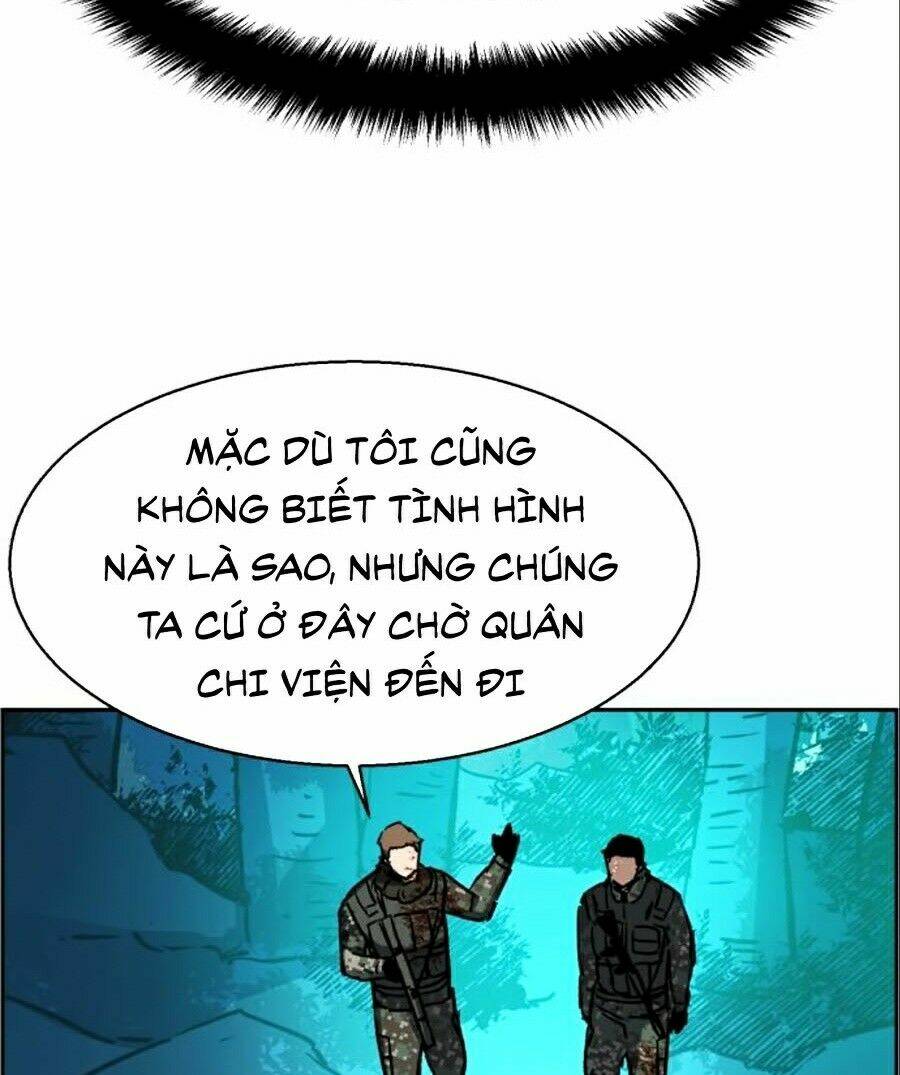 MẶC DÙ TÔI CŨNG
KHÔNG BIẾT TÌNH HÌNH
NÀY LÀ SAO, NHƯNG CHÚNG
TA CỨ Ở ĐÂY CHỜ QUÂN
CHI VIỆN ĐẾN ĐI